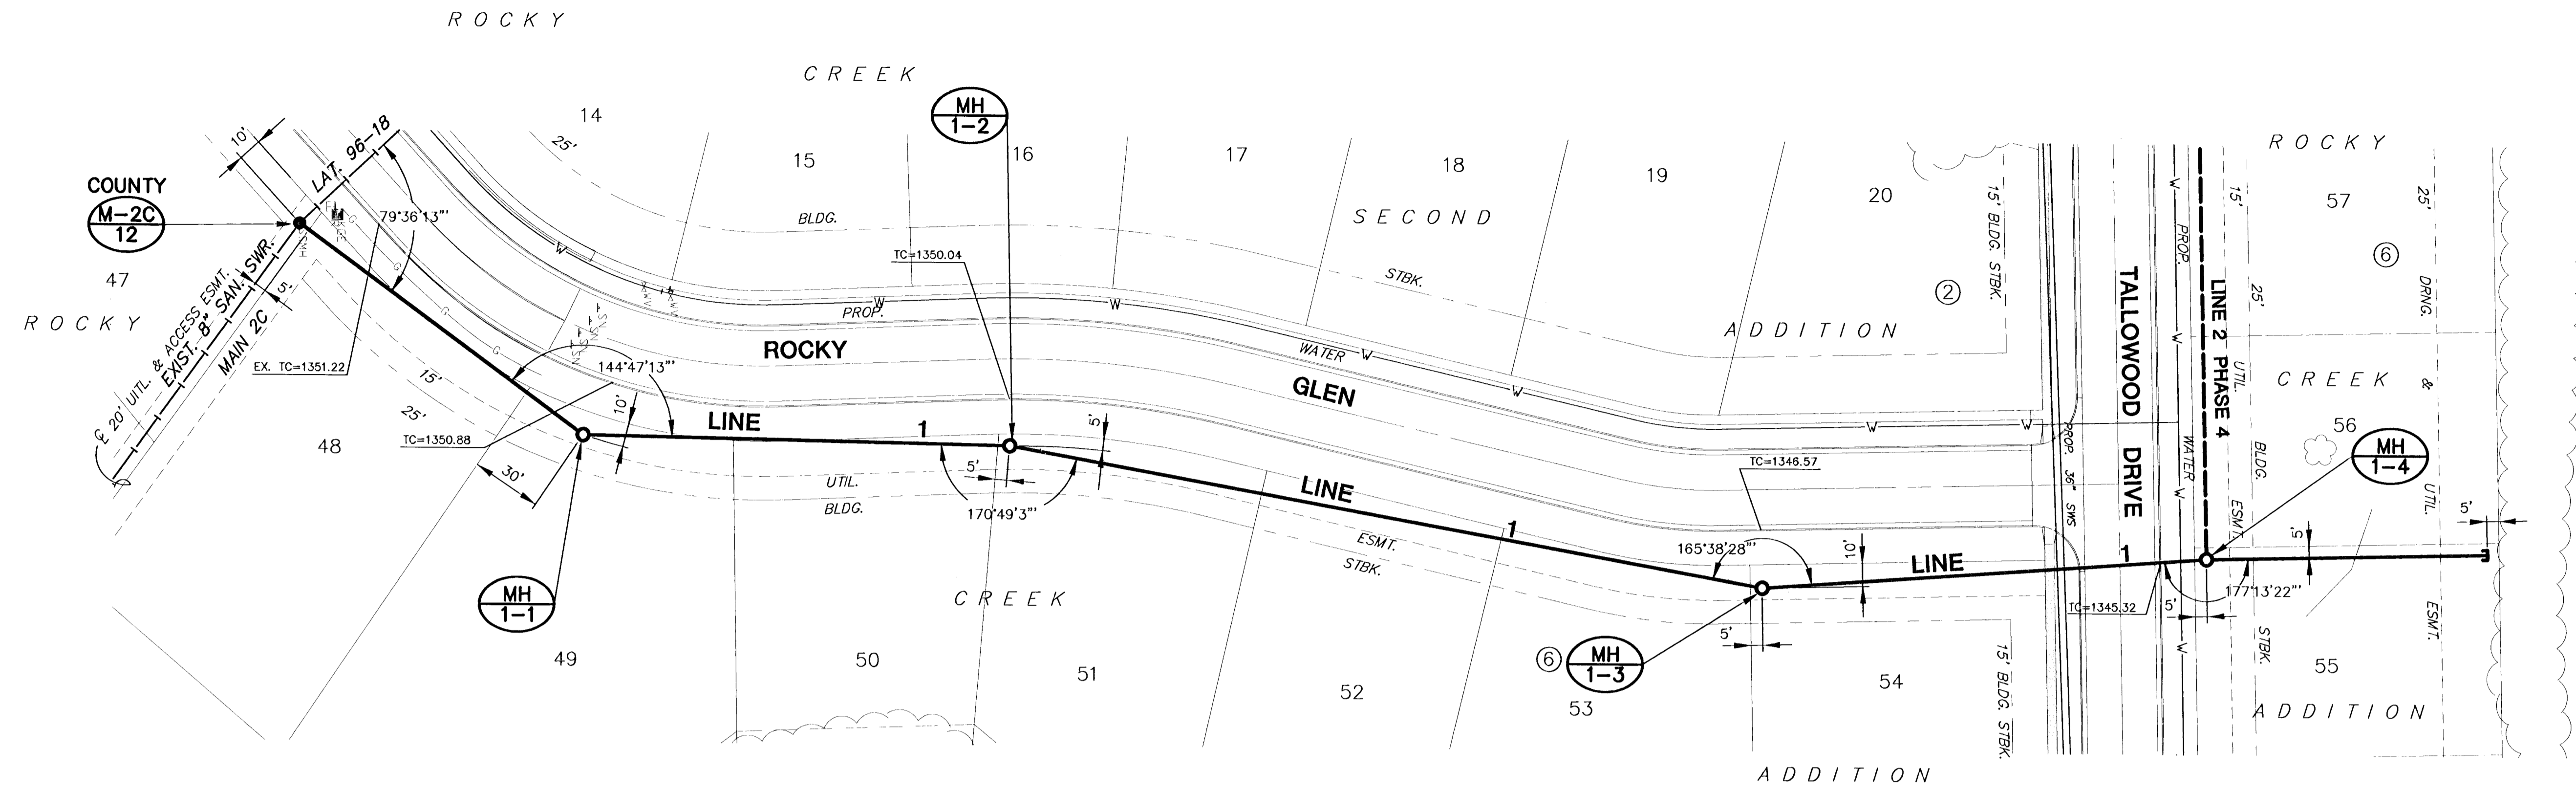 ROCKY
CREEK
14
25'
15
BLDG.
MH
1-2
16
17
18
19
20
SECOND
STBK.
ADDITION
2
15' BLDG. STBK.
10'
LAT. 96-18
COUNTY
M-2C
12
79°36'13"'
47
ROCKY
℄ 20' UITL. & ACCESS ESMT.
EXIST. 8" SAN. SWR.
MAIN 2C
5'
G
G
G
G
EX. TC=1351.22
15'
25'
48
TC=1350.88
144°47'13"'
30'
10'
MH
1-1
49
W
W
W
W
W
W
W
PROP.
WATER
TC=1350.04
ROCKY
GLEN
LINE
1
5'
5'
170°49'3"'
UTIL.
BLDG.
ESMT.
STBK.
LINE
1
CREEK
50
51
52
53
54
TC=1346.57
165°38'28"'
10'
LINE
1
5'
6
MH
1-3
15' BLDG. STBK.
ADDITION
PROP. 36" SWS
TALLOWOOD DRIVE
W
W
W
W
PROP.
WATER
LINE 2 PHASE 4
15'
UTIL.
ESMT.
25'
BLDG.
STBK.
ROCKY
57
6
25'
DRNG.
&
UTIL.
ESMT.
CREEK
56
MH
1-4
5'
5'
TC=1345.32
5'
177°13'22"'
55
ADDITION